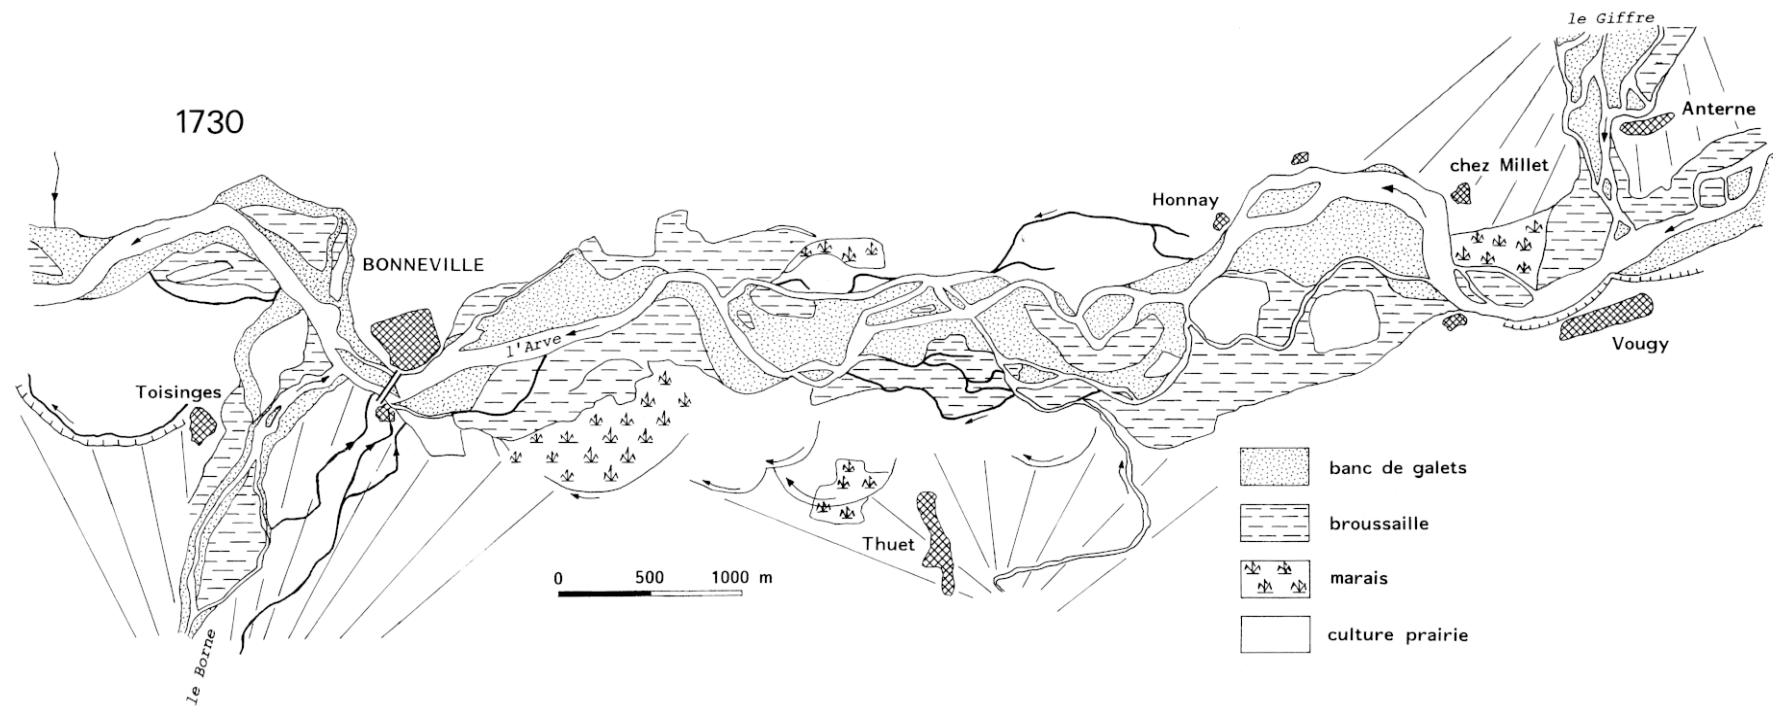 le Giffre
1730
Anterne
chez Millet
Honnay
BONNEVILLE
l'Arve
Vougy
Toisinges
Thuet
0 500 1000 m
le Borne
banc de galets
broussaille
marais
culture prairie